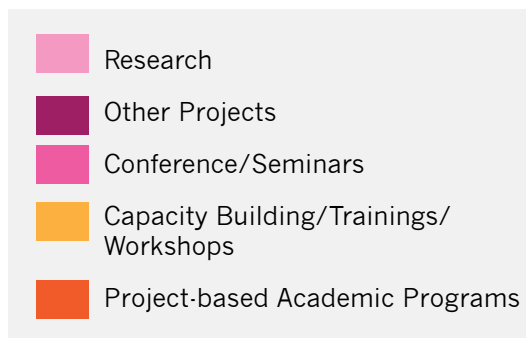 Research
Other Projects
Conference/Seminars
Capacity Building/Trainings/
Workshops
Project-based Academic Programs